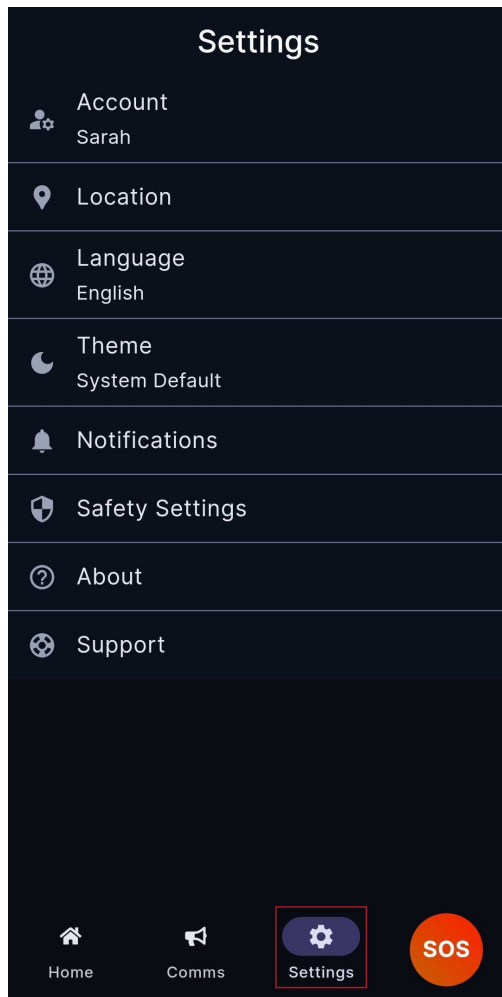 Settings
Account
Sarah
Location
Language
English
Theme
System Default
Notifications
Safety Settings
About
Support
Home
Comms
Settings
SOS